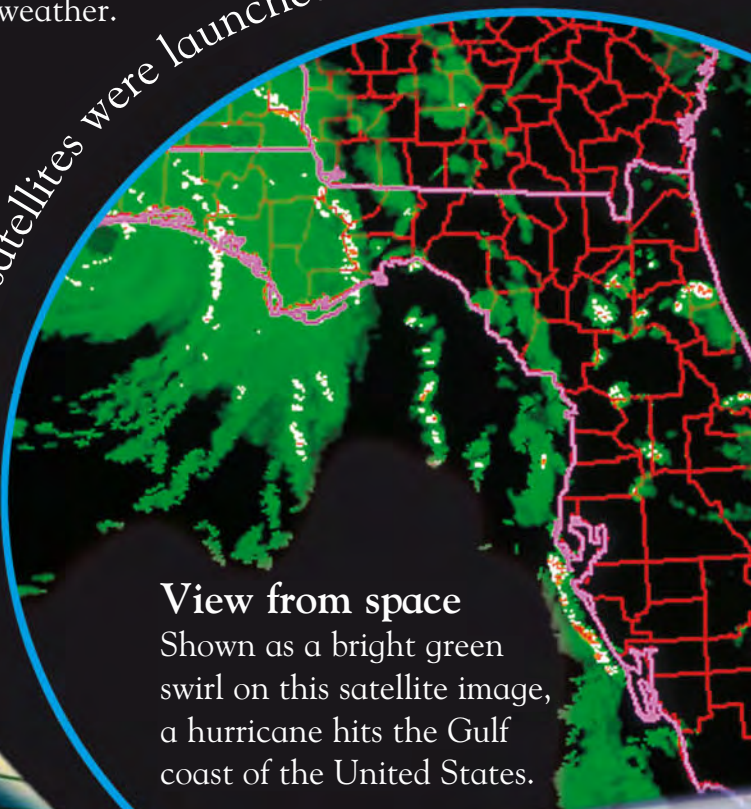 weather.
satellites were launched
View from space
Shown as a bright green
swirl on this satellite image,
a hurricane hits the Gulf
coast of the United States.